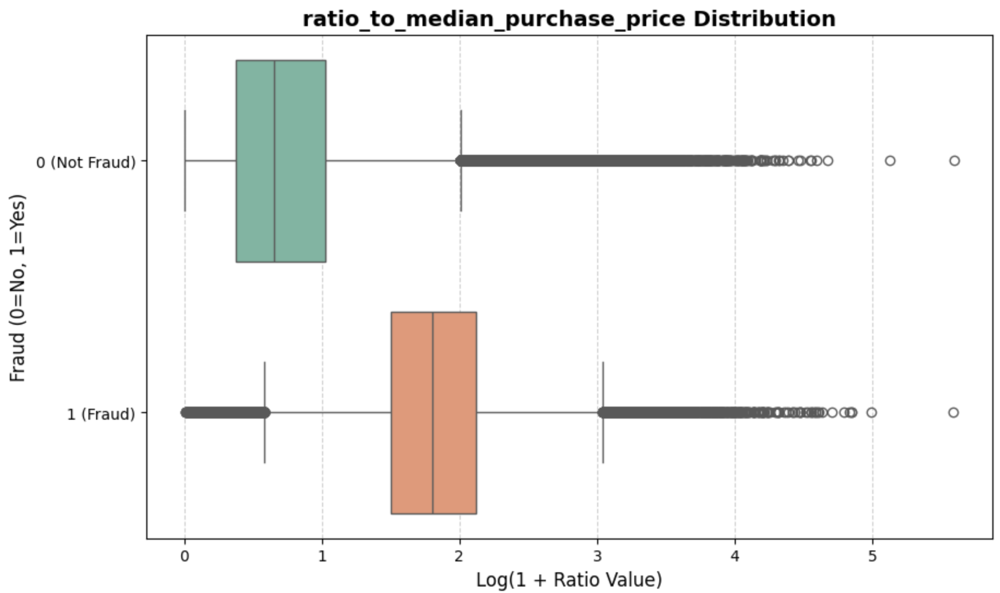 ratio_to_median_purchase_price Distribution
Fraud (0=No, 1=Yes)
0 (Not Fraud)
1 (Fraud)
0 1 2 3 4 5
Log(1 + Ratio Value)